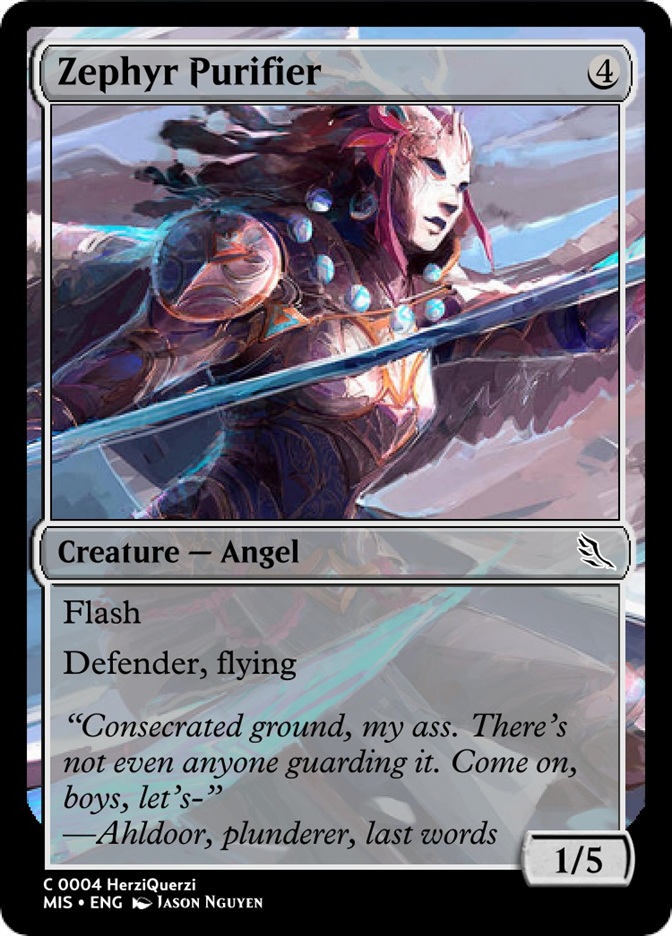 Zephyr Purifier
4
Creature — Angel
Flash
Defender, flying
“Consecrated ground, my ass. There’s
not even anyone guarding it. Come on,
boys, let’s-”
—Ahldoor, plunderer, last words
1/5
C 0004 HerziQuerzi
MIS • ENG Jason Nguyen